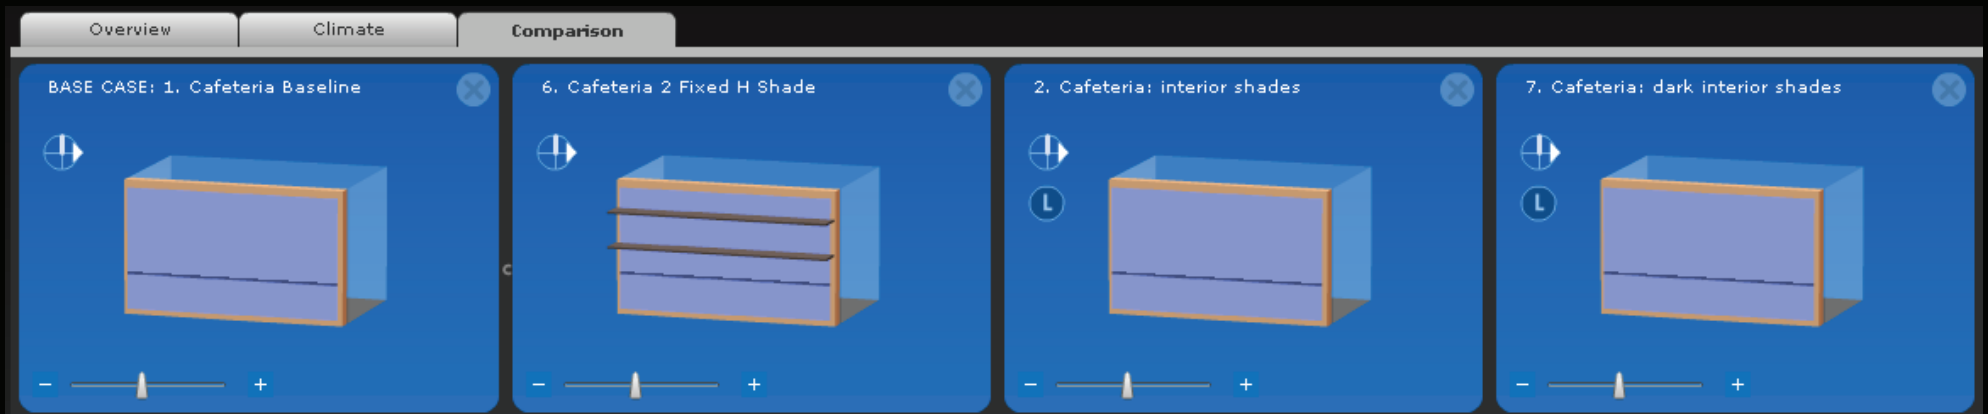 Overview
Climate
Comparison
BASE CASE: 1. Cafeteria Baseline
6. Cafeteria 2 Fixed H Shade
2. Cafeteria: interior shades
7. Cafeteria: dark interior shades
L
L
c